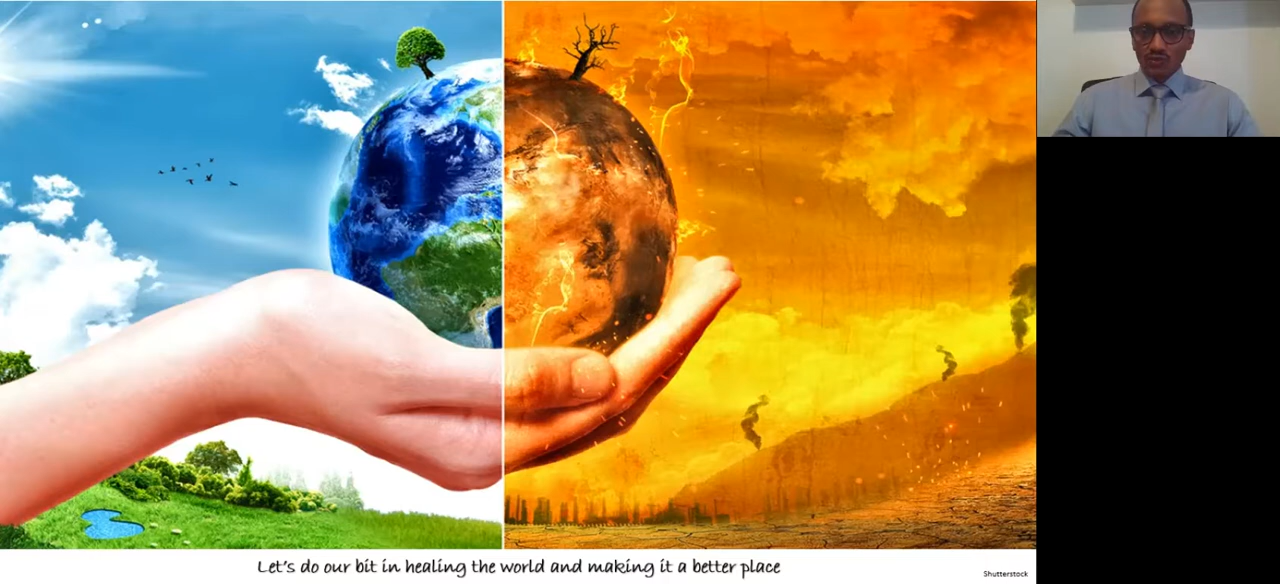 Let's do our bit in healing the world and making it a better place
Shutterstock